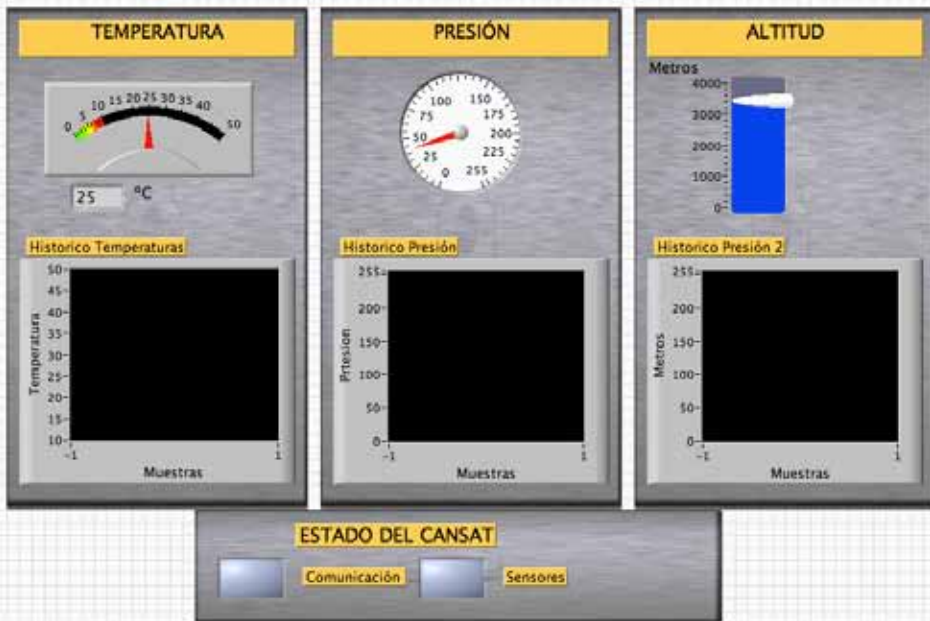 TEMPERATURA
0 5 10 15 20 25 30 35 40 50
25 ºC
Historico Temperaturas
50
45
40
35
30
25
20
15
10
-1 1
Temperatura
Muestras
PRESIÓN
0 25 50 75 100 150 175 200 225 255
Historico Presión
255
200
150
100
50
0
-1 1
Prtesion
Muestras
ALTITUD
Metros
4000
3000
2000
1000
0
Historico Presión 2
255
200
150
100
50
0
-1 1
Metros
Muestras
ESTADO DEL CANSAT
Comunicación
Sensores